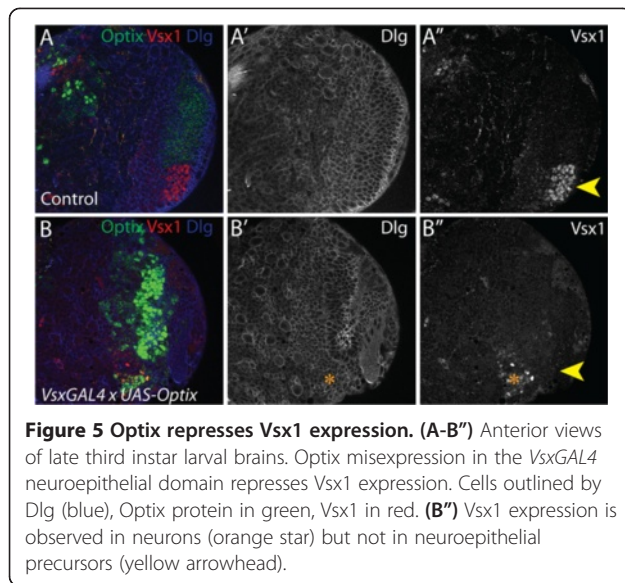 A Optix Vsx1 Dlg
A' Dlg
A" Vsx1
Control
B Optix Vsx1 Dlg
B' Dlg
B" Vsx1
*
*
VsxGAL4 x UAS-Optix
Figure 5 Optix represses Vsx1 expression. (A-B") Anterior views
of late third instar larval brains. Optix misexpression in the VsxGAL4
neuroepithelial domain represses Vsx1 expression. Cells outlined by
Dlg (blue), Optix protein in green, Vsx1 in red. (B") Vsx1 expression is
observed in neurons (orange star) but not in neuroepithelial
precursors (yellow arrowhead).